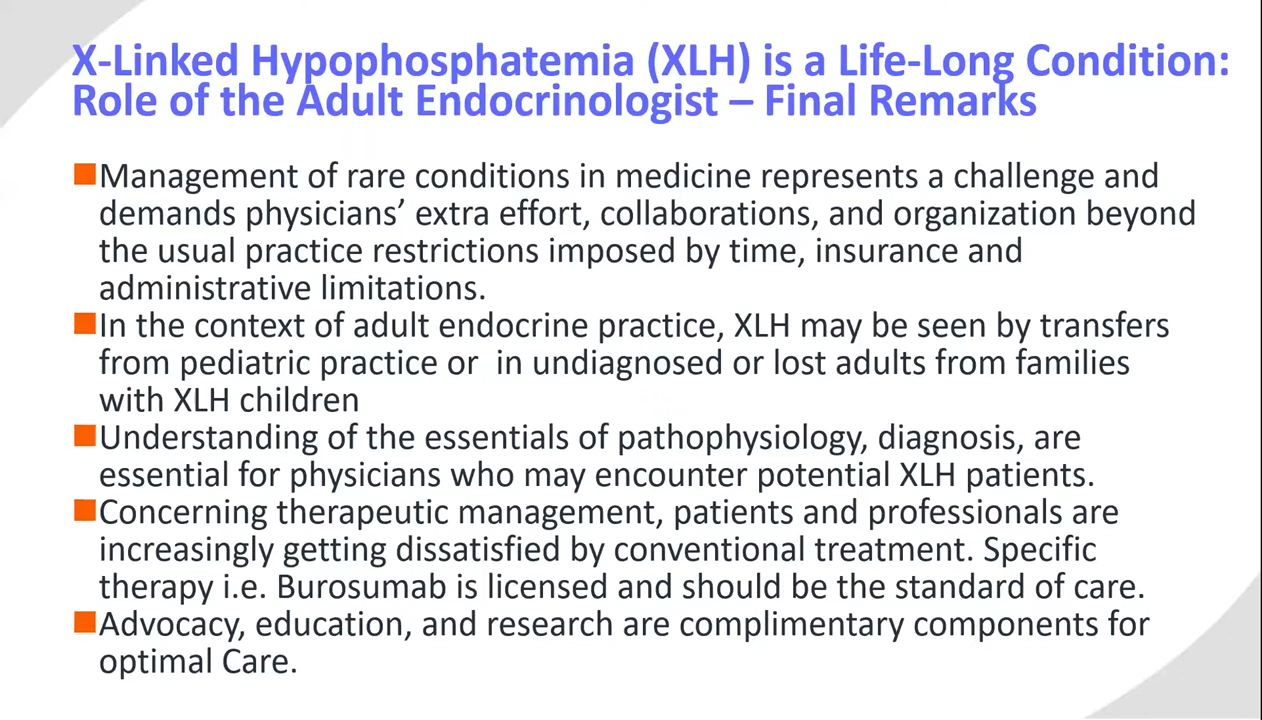 X-Linked Hypophosphatemia (XLH) is a Life-Long Condition:
Role of the Adult Endocrinologist – Final Remarks
Management of rare conditions in medicine represents a challenge and
demands physicians’ extra effort, collaborations, and organization beyond
the usual practice restrictions imposed by time, insurance and
administrative limitations.
In the context of adult endocrine practice, XLH may be seen by transfers
from pediatric practice or  in undiagnosed or lost adults from families
with XLH children
Understanding of the essentials of pathophysiology, diagnosis, are
essential for physicians who may encounter potential XLH patients.
Concerning therapeutic management, patients and professionals are
increasingly getting dissatisfied by conventional treatment. Specific
therapy i.e. Burosumab is licensed and should be the standard of care.
Advocacy, education, and research are complimentary components for
optimal Care.